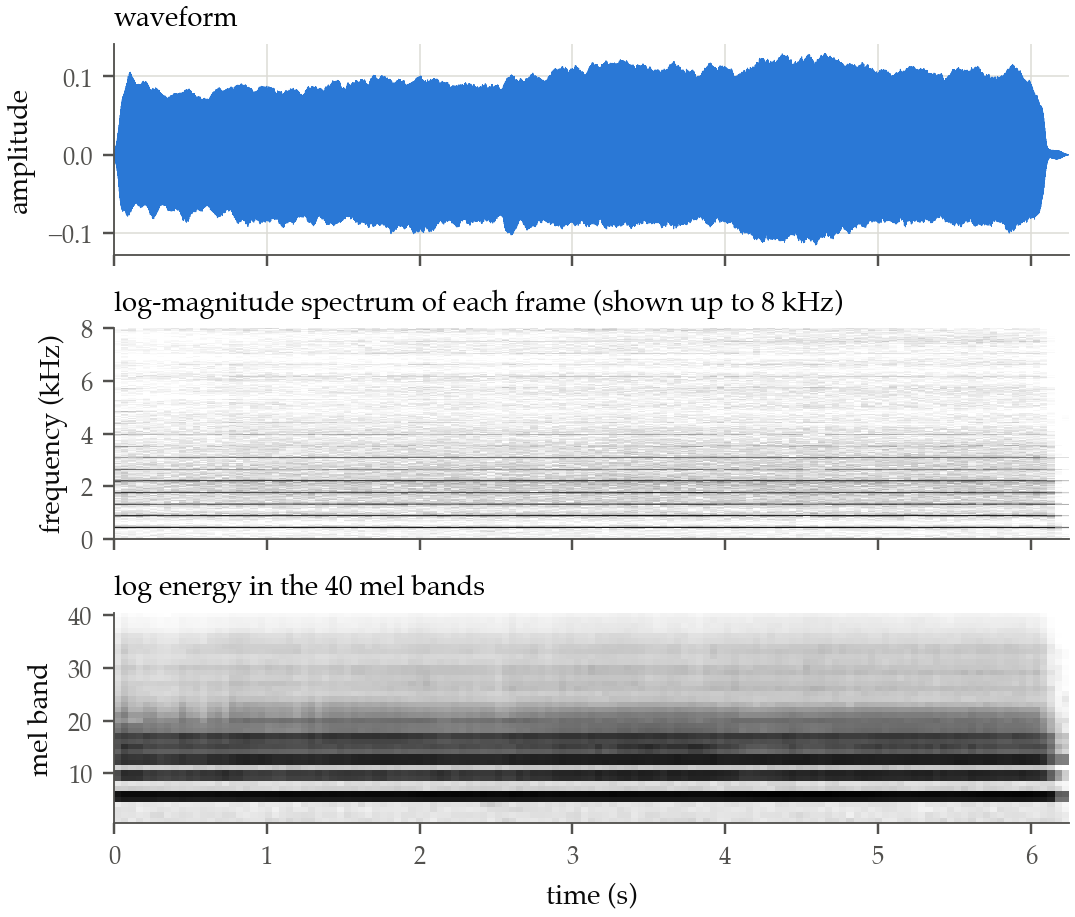 waveform
0.1
0.0
−0.1
amplitude
log-magnitude spectrum of each frame (shown up to 8 kHz)
8
6
4
2
0
frequency (kHz)
log energy in the 40 mel bands
40
30
20
10
mel band
0 1 2 3 4 5 6
time (s)